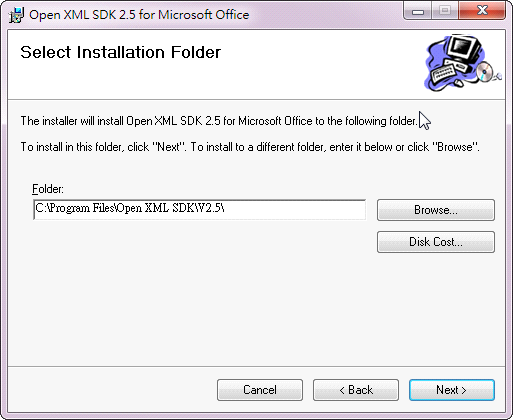 Open XML SDK 2.5 for Microsoft Office
Select Installation Folder
The installer will install Open XML SDK 2.5 for Microsoft Office to the following folder.
To install in this folder, click "Next". To install to a different folder, enter it below or click "Browse".
Folder:
C:\Program Files\Open XML SDK\V2.5\
Browse...
Disk Cost...
Cancel
< Back
Next >